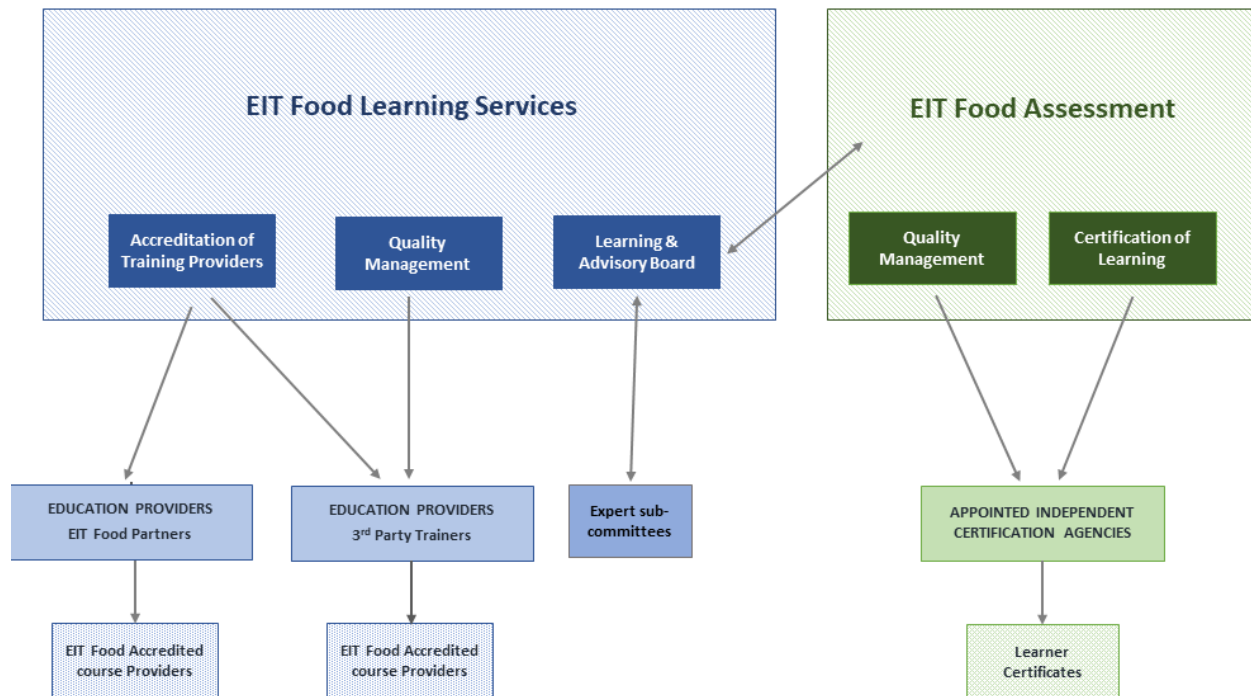 EIT Food Learning Services
EIT Food Assessment
Accreditation of
Training Providers
Quality
Management
Learning &
Advisory Board
Quality
Management
Certification of
Learning
EDUCATION PROVIDERS
EIT Food Partners
EDUCATION PROVIDERS
3rd Party Trainers
Expert sub-
committees
APPOINTED INDEPENDENT
CERTIFICATION AGENCIES
EIT Food Accredited
course Providers
EIT Food Accredited
course Providers
Learner
Certificates